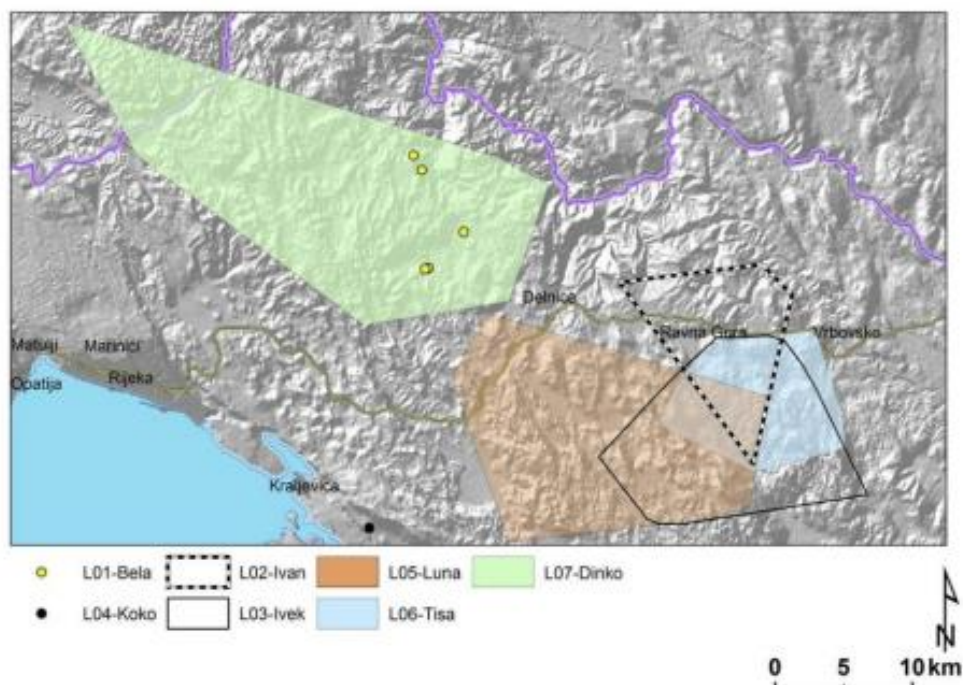 Delnice
Ravna Gora
Vrbovsko
Matulji
Marinići
Opatija
Rijeka
Kraljevica
L01-Bela
L02-Ivan
L05-Luna
L07-Dinko
L04-Koko
L03-Ivek
L06-Tisa
N
0 5 10 km